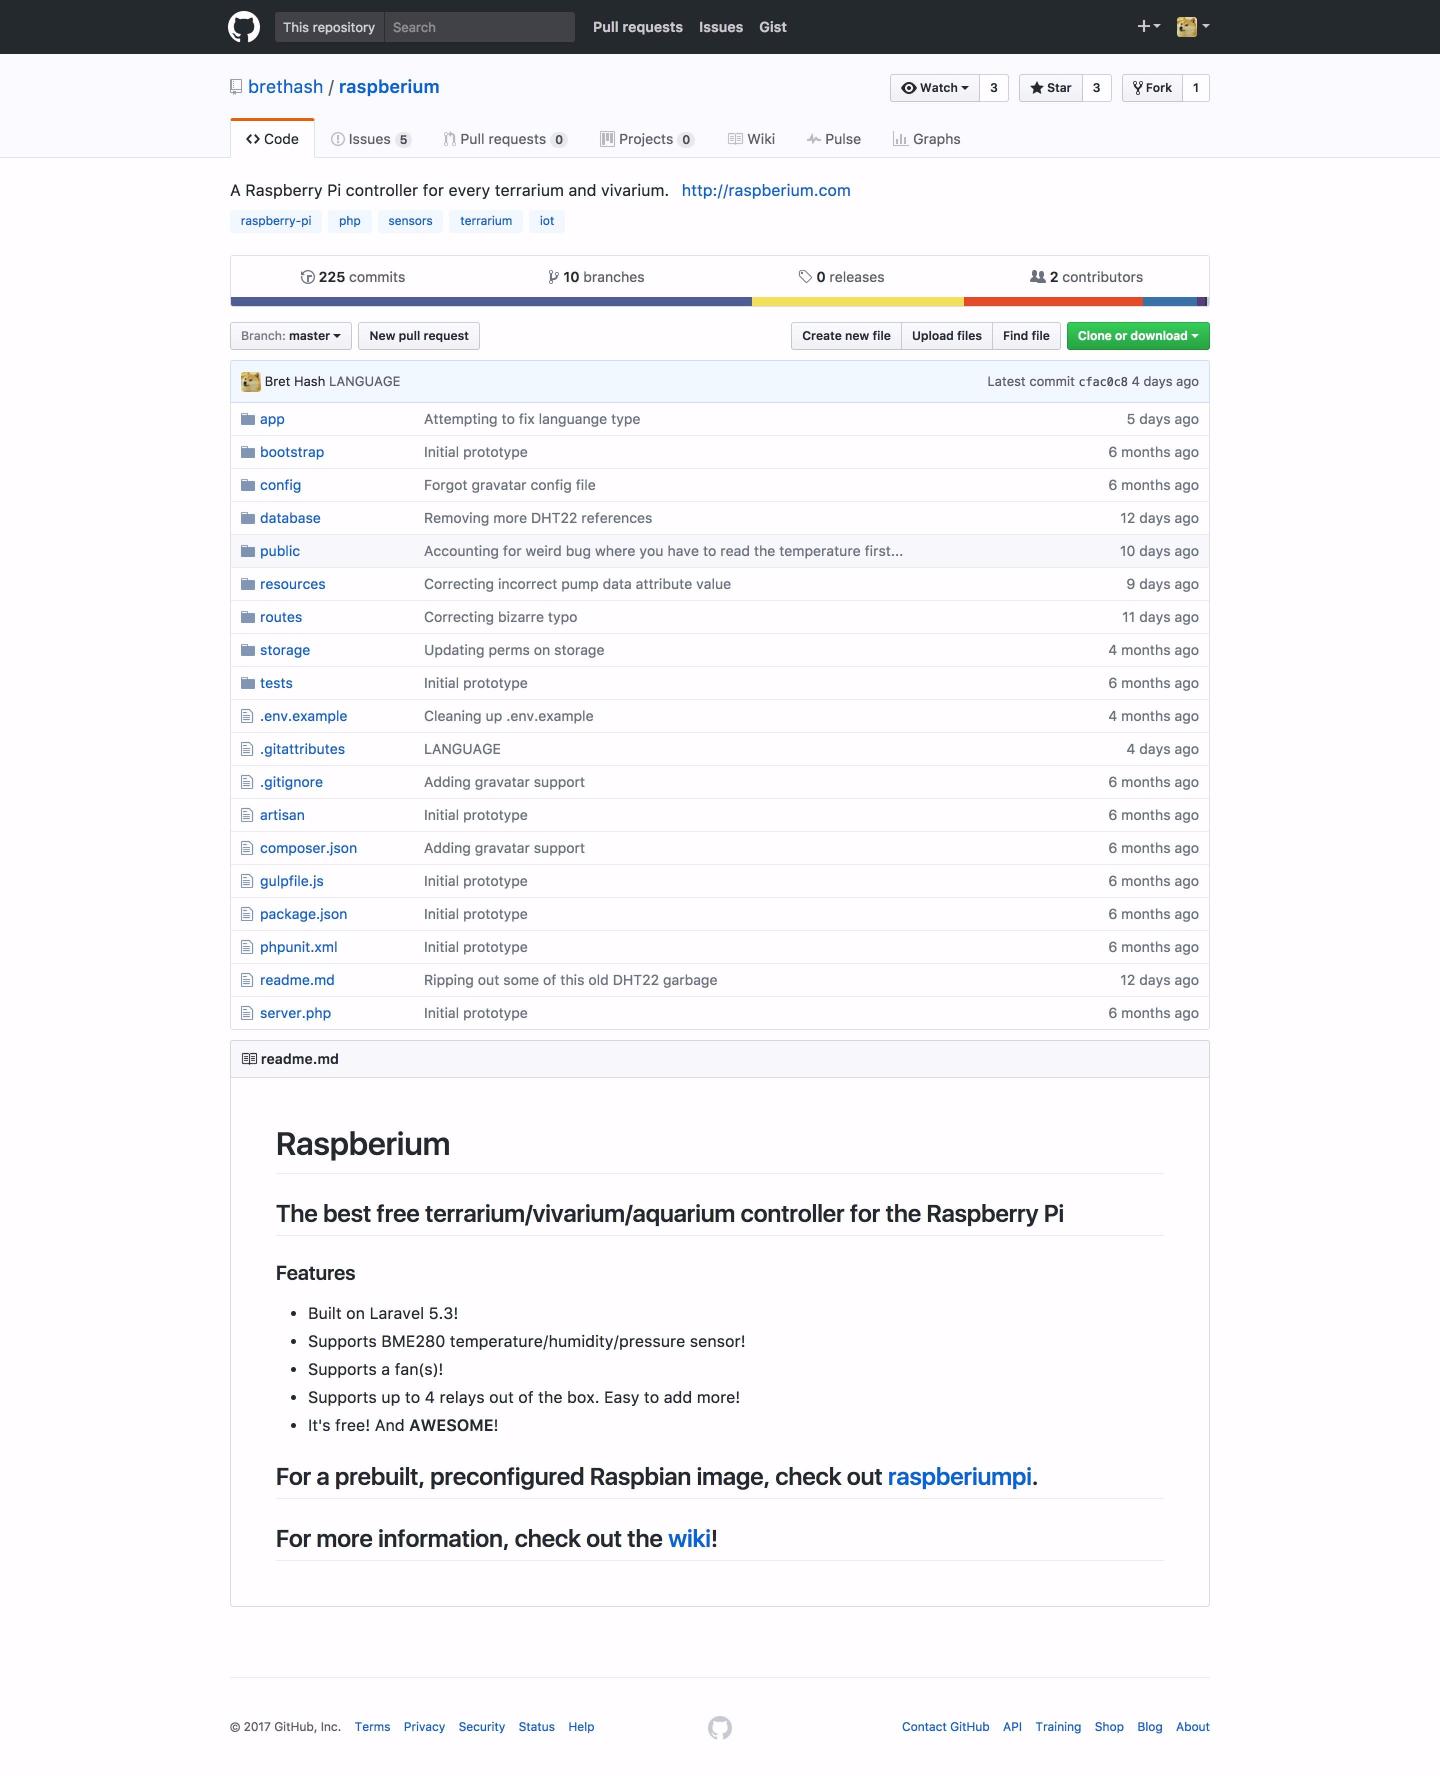 This repository Search Pull requests Issues Gist
brethash / raspberium Watch 3 Star 3 Fork 1
Code Issues 5 Pull requests 0 Projects 0 Wiki Pulse Graphs
A Raspberry Pi controller for every terrarium and vivarium. http://raspberium.com
raspberry-pi php sensors terrarium iot
225 commits 10 branches 0 releases 2 contributors
Branch: master New pull request Create new file Upload files Find file Clone or download
Bret Hash LANGUAGE Latest commit cfac0c8 4 days ago
app Attempting to fix languange type 5 days ago
bootstrap Initial prototype 6 months ago
config Forgot gravatar config file 6 months ago
database Removing more DHT22 references 12 days ago
public Accounting for weird bug where you have to read the temperature first... 10 days ago
resources Correcting incorrect pump data attribute value 9 days ago
routes Correcting bizarre typo 11 days ago
storage Updating perms on storage 4 months ago
tests Initial prototype 6 months ago
.env.example Cleaning up .env.example 4 months ago
.gitattributes LANGUAGE 4 days ago
.gitignore Adding gravatar support 6 months ago
artisan Initial prototype 6 months ago
composer.json Adding gravatar support 6 months ago
gulpfile.js Initial prototype 6 months ago
package.json Initial prototype 6 months ago
phpunit.xml Initial prototype 6 months ago
readme.md Ripping out some of this old DHT22 garbage 12 days ago
server.php Initial prototype 6 months ago
readme.md
Raspberium
The best free terrarium/vivarium/aquarium controller for the Raspberry Pi
Features
• Built on Laravel 5.3!
• Supports BME280 temperature/humidity/pressure sensor!
• Supports a fan(s)!
• Supports up to 4 relays out of the box. Easy to add more!
• It's free! And AWESOME!
For a prebuilt, preconfigured Raspbian image, check out raspberiumpi.
For more information, check out the wiki!
© 2017 GitHub, Inc. Terms Privacy Security Status Help Contact GitHub API Training Shop Blog About